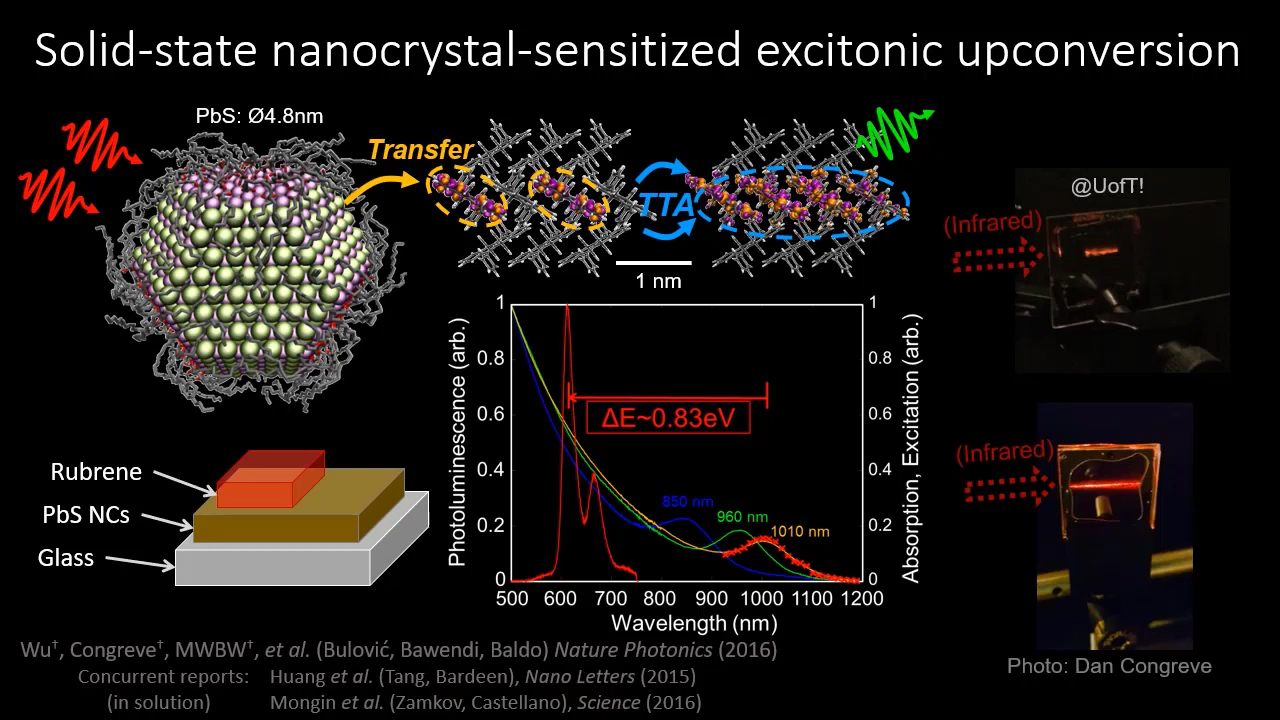 Solid-state nanocrystal-sensitized excitonic upconversion
PbS: Ø4.8nm
Transfer
TTA
1 nm
@UofT!
(Infrared)
(Infrared)
Photo: Dan Congreve
Rubrene
PbS NCs
Glass
Photoluminescence (arb.)
1
0.8
0.6
0.4
0.2
0
ΔE~0.83eV
850 nm
960 nm
1010 nm
1
0.8
0.6
0.4
0.2
0
Absorption, Excitation (arb.)
500 600 700 800 900 1000 1100 1200
Wavelength (nm)
Wu†, Congreve†, MWBW†, et al. (Bulović, Bawendi, Baldo) Nature Photonics (2016)
Concurrent reports: Huang et al. (Tang, Bardeen), Nano Letters (2015)
(in solution) Mongin et al. (Zamkov, Castellano), Science (2016)